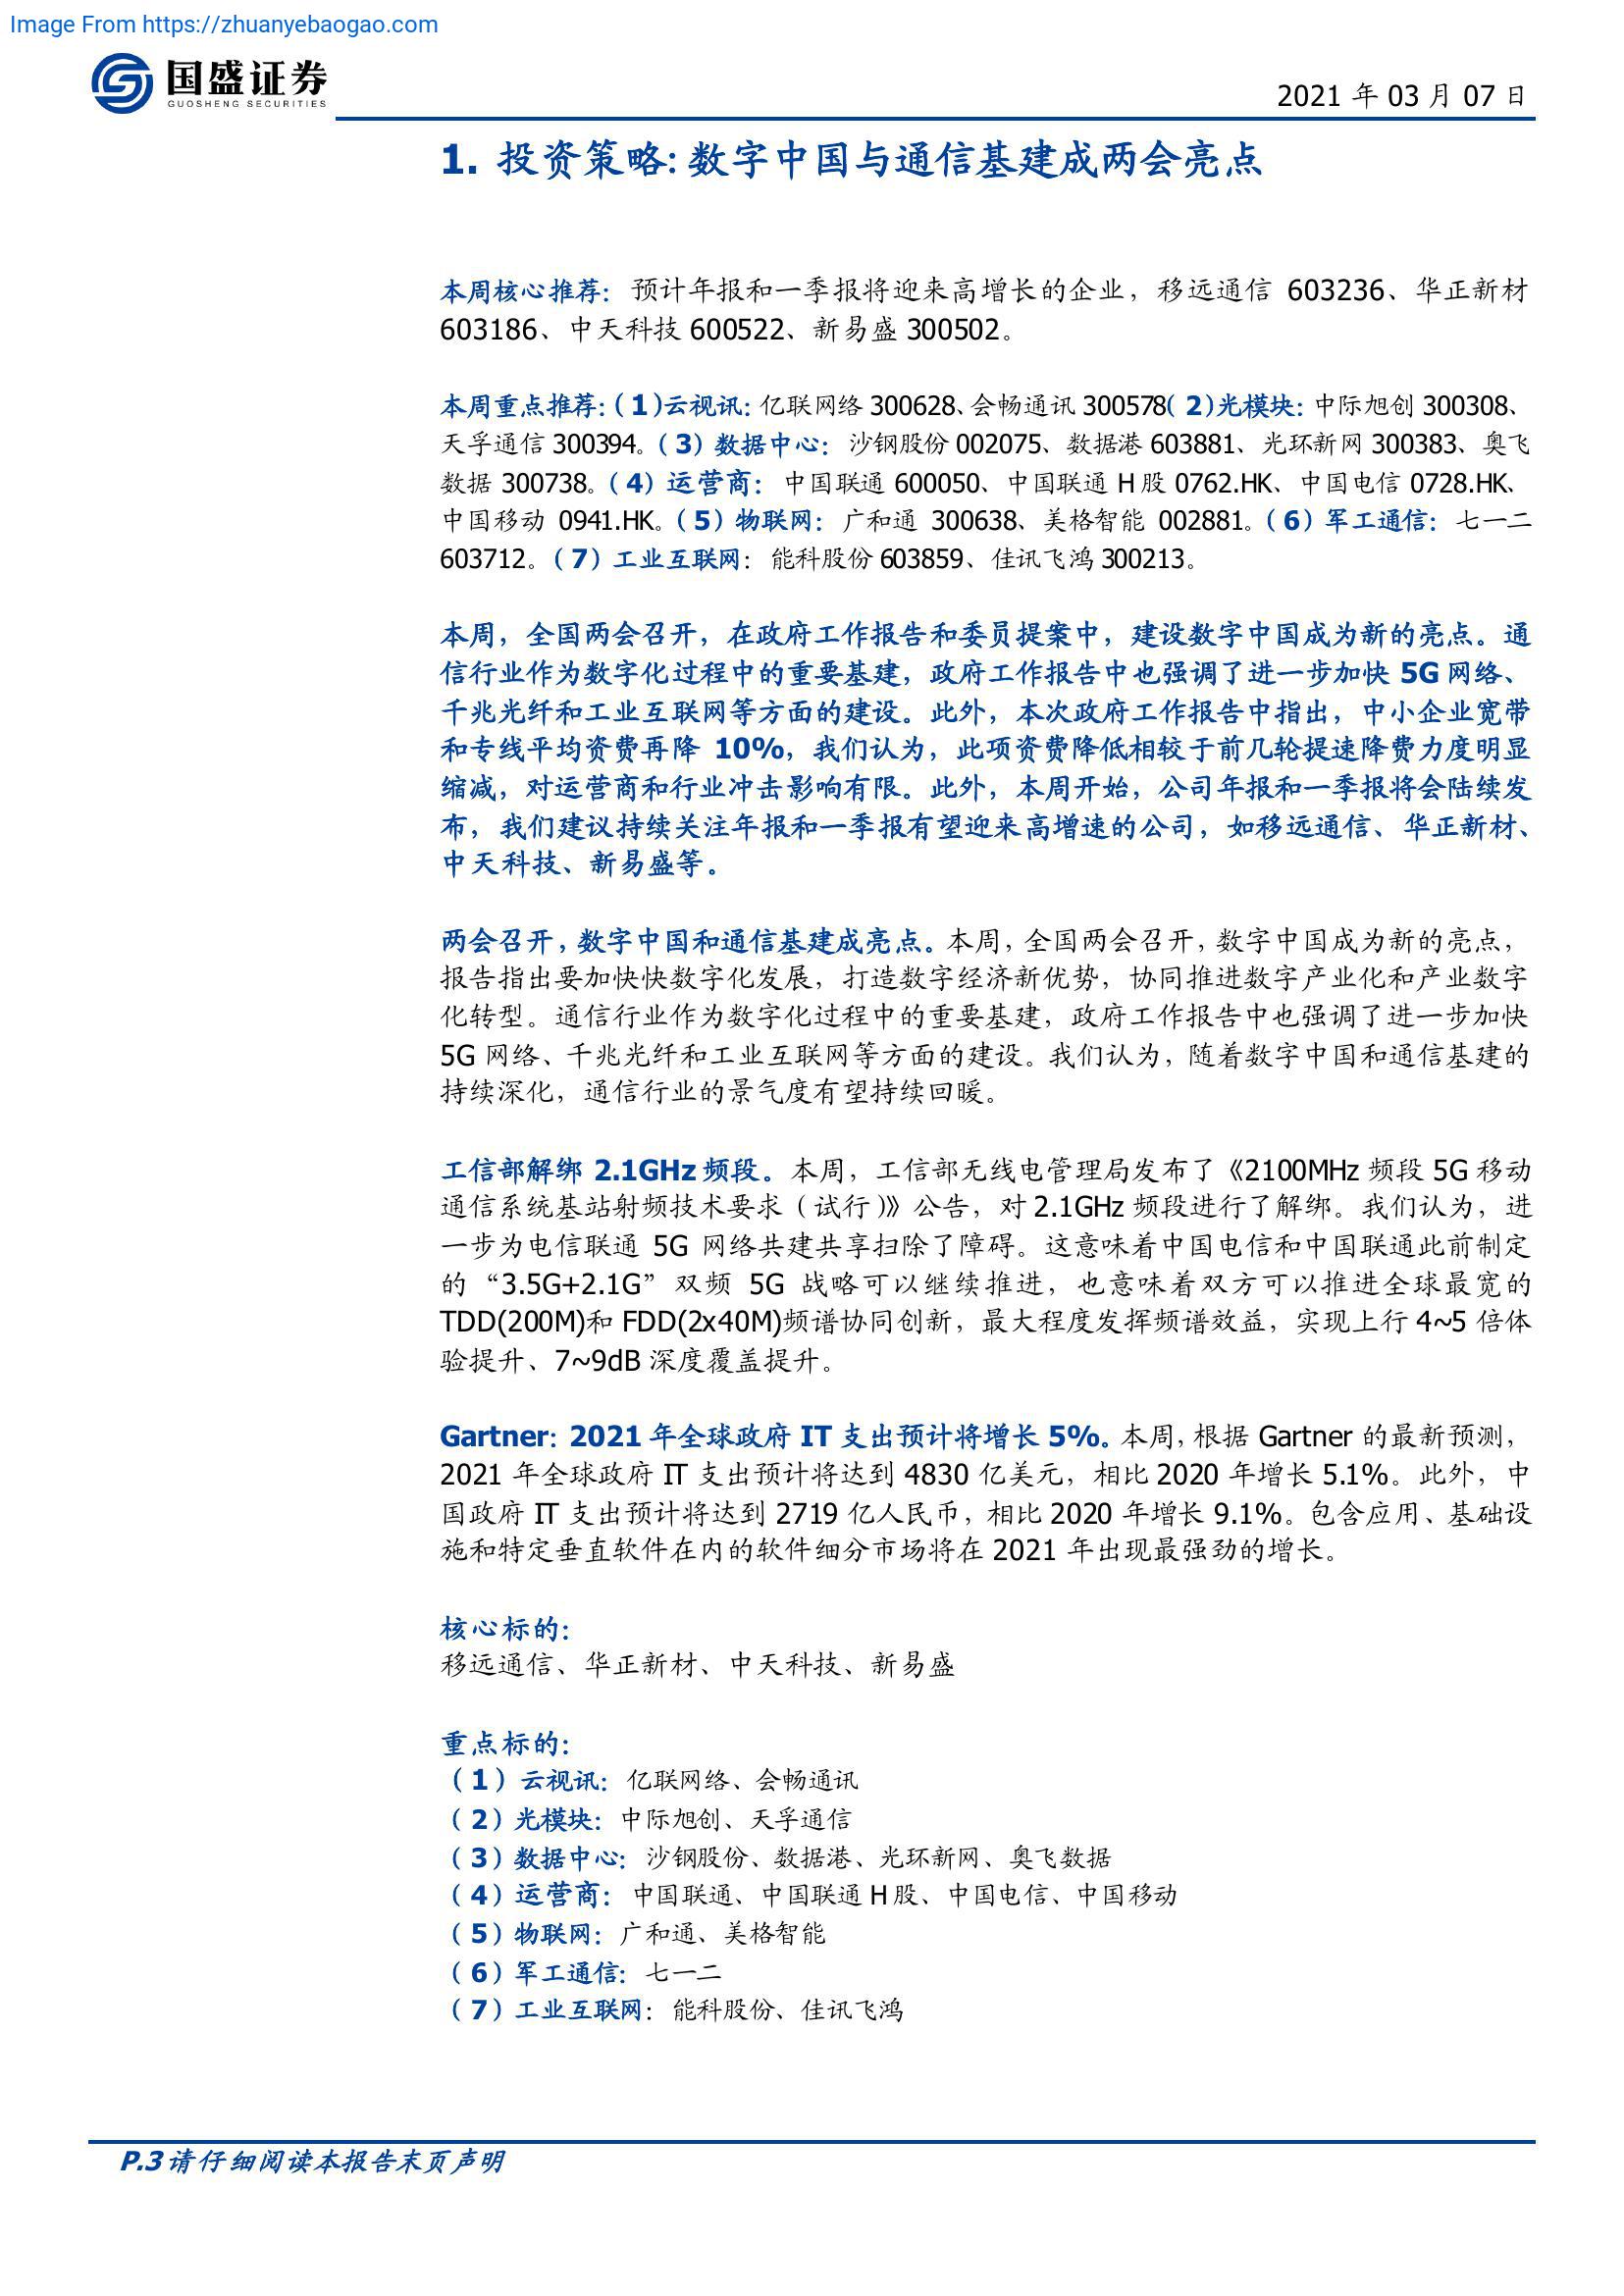 Image From https://zhuanyebaogao.com
国盛证券
GUOSHENG SECURITIES
2021 年 03 月 07 日
1. 投资策略：数字中国与通信基建成两会亮点
本周核心推荐：预计年报和一季报将迎来高增长的企业，移远通信 603236、华正新材
603186、中天科技 600522、新易盛 300502。
本周重点推荐：（1)云视讯：亿联网络 300628、会畅通讯 300578（2)光模块：中际旭创 300308、
天孚通信 300394。（3）数据中心：沙钢股份 002075、数据港 603881、光环新网 300383、奥飞
数据 300738。（4）运营商：中国联通 600050、中国联通 H 股 0762.HK、中国电信 0728.HK、
中国移动 0941.HK。（5）物联网：广和通 300638、美格智能 002881。（6）军工通信：七一二
603712。（7）工业互联网：能科股份 603859、佳讯飞鸿 300213。
本周，全国两会召开，在政府工作报告和委员提案中，建设数字中国成为新的亮点。通
信行业作为数字化过程中的重要基建，政府工作报告中也强调了进一步加快 5G 网络、
千兆光纤和工业互联网等方面的建设。此外，本次政府工作报告中指出，中小企业宽带
和专线平均资费再降 10%，我们认为，此项资费降低相较于前几轮提速降费力度明显
缩减，对运营商和行业冲击影响有限。此外，本周开始，公司年报和一季报将会陆续发
布，我们建议持续关注年报和一季报有望迎来高增速的公司，如移远通信、华正新材、
中天科技、新易盛等。
两会召开，数字中国和通信基建成亮点。本周，全国两会召开，数字中国成为新的亮点，
报告指出要加快快数字化发展，打造数字经济新优势，协同推进数字产业化和产业数字
化转型。通信行业作为数字化过程中的重要基建，政府工作报告中也强调了进一步加快
5G 网络、千兆光纤和工业互联网等方面的建设。我们认为，随着数字中国和通信基建的
持续深化，通信行业的景气度有望持续回暖。
工信部解绑 2.1GHz 频段。本周，工信部无线电管理局发布了《2100MHz 频段 5G 移动
通信系统基站射频技术要求（试行）》公告，对 2.1GHz 频段进行了解绑。我们认为，进
一步为电信联通 5G 网络共建共享扫除了障碍。这意味着中国电信和中国联通此前制定
的“3.5G+2.1G”双频 5G 战略可以继续推进，也意味着双方可以推进全球最宽的
TDD(200M)和 FDD(2x40M)频谱协同创新，最大程度发挥频谱效益，实现上行 4~5 倍体
验提升、7~9dB 深度覆盖提升。
Gartner：2021 年全球政府 IT 支出预计将增长 5%。本周，根据 Gartner 的最新预测，
2021 年全球政府 IT 支出预计将达到 4830 亿美元，相比 2020 年增长 5.1%。此外，中
国政府 IT 支出预计将达到 2719 亿人民币，相比 2020 年增长 9.1%。包含应用、基础设
施和特定垂直软件在内的软件细分市场将在 2021 年出现最强劲的增长。
核心标的：
移远通信、华正新材、中天科技、新易盛
重点标的：
（1）云视讯：亿联网络、会畅通讯
（2）光模块：中际旭创、天孚通信
（3）数据中心：沙钢股份、数据港、光环新网、奥飞数据
（4）运营商：中国联通、中国联通 H 股、中国电信、中国移动
（5）物联网：广和通、美格智能
（6）军工通信：七一二
（7）工业互联网：能科股份、佳讯飞鸿
P.3 请仔细阅读本报告末页声明